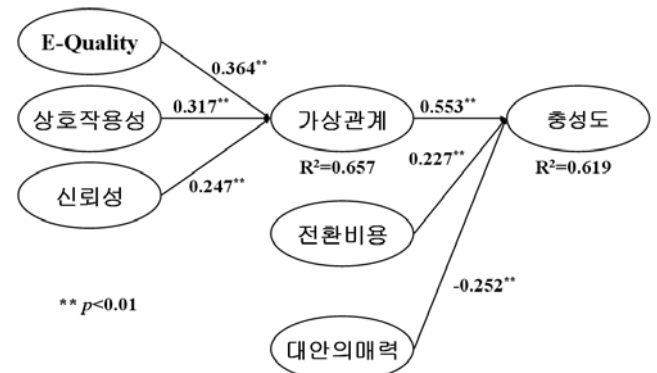 E-Quality
0.364**
상호작용성
0.317**
가상관계
0.553**
충성도
R²=0.657
0.227**
R²=0.619
신뢰성
0.247**
전환비용
-0.252**
** p<0.01
대안의매력